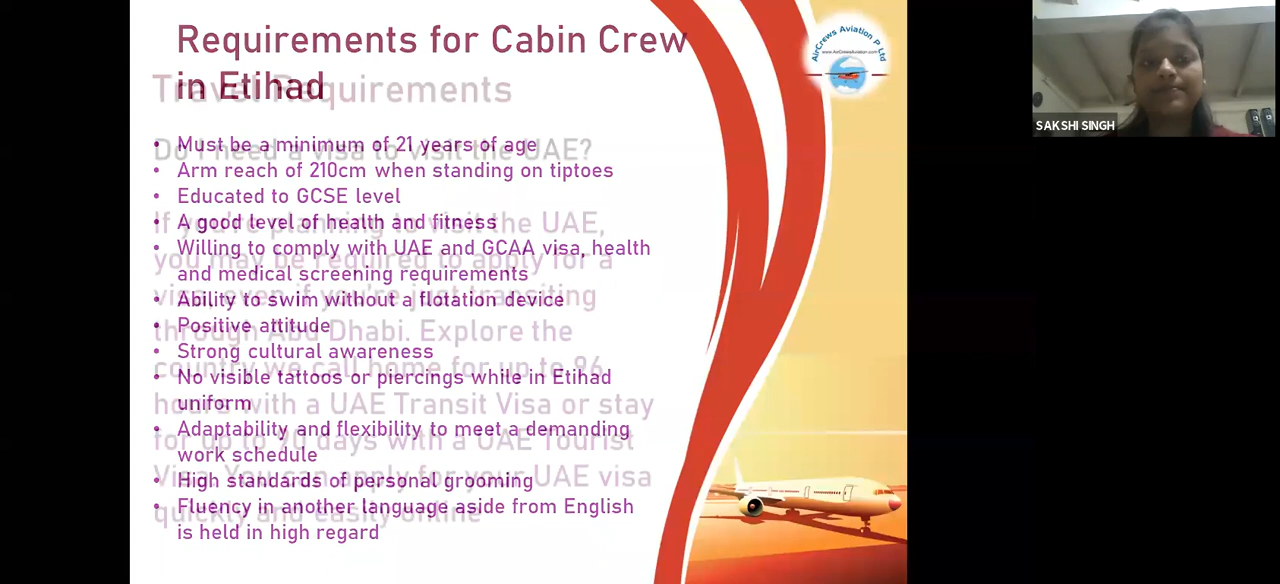 Requirements for Cabin Crew
in Etihad
• Must be a minimum of 21 years of age
• Arm reach of 210cm when standing on tiptoes
• Educated to GCSE level
• A good level of health and fitness
• Willing to comply with UAE and GCAA visa, health
and medical screening requirements
• Ability to swim without a flotation device
• Positive attitude
• Strong cultural awareness
• No visible tattoos or piercings while in Etihad
uniform
• Adaptability and flexibility to meet a demanding
work schedule
• High standards of personal grooming
• Fluency in another language aside from English
is held in high regard
Travel Requirements
Do I need a visa to visit the UAE?
If you're planning to visit the UAE,
you may be required to apply for a
visa, even if you're just transiting
through Abu Dhabi. Explore the
country we call home for up to 96
hours with a UAE Transit Visa or stay
for up to 90 days with a UAE Tourist
Visa. You can apply for your UAE visa
quickly and easily online
AirCrews Aviation P Ltd
www.AirCrewsAviation.com
SAKSHI SINGH